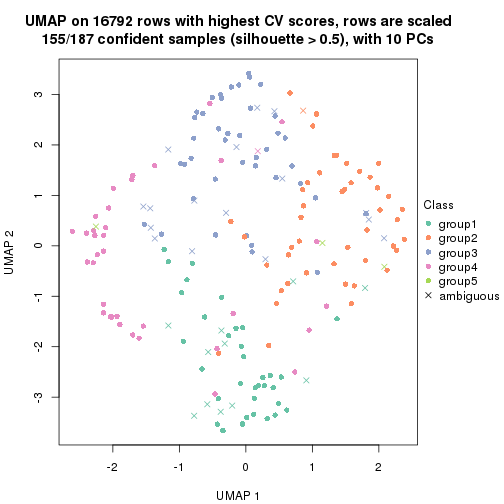 UMAP on 16792 rows with highest CV scores, rows are scaled
155/187 confident samples (silhouette > 0.5), with 10 PCs
3
2
1
0
-1
-2
-3
UMAP 2
-2
-1
0
1
2
UMAP 1
Class
group1
group2
group3
group4
group5
ambiguous